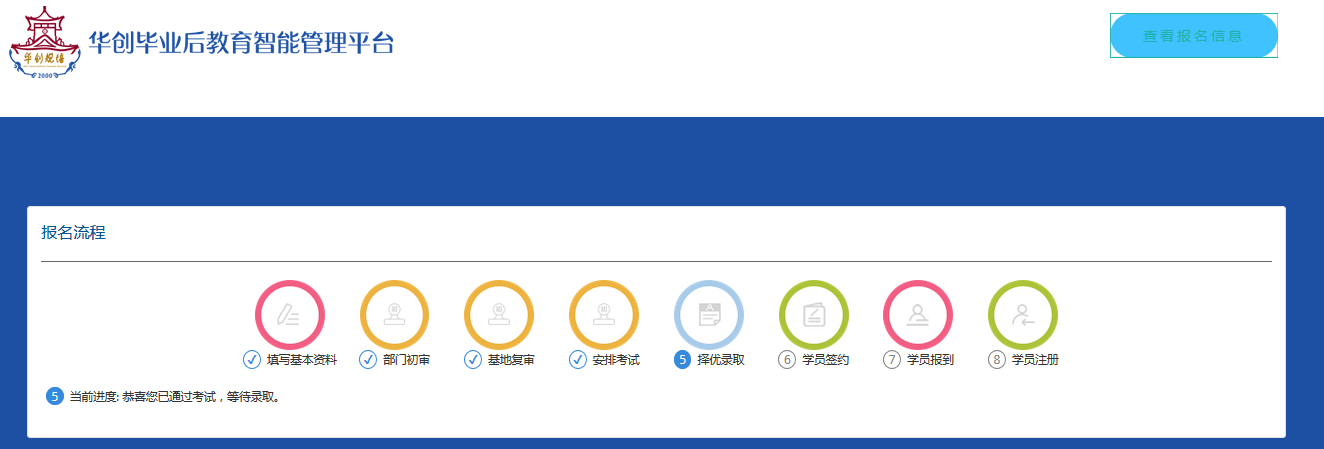 华创规培
2000
华创毕业后教育智能管理平台
查看报名信息
报名流程
填写基本资料
部门初审
基地复审
安排考试
5 择优录取
6 学员签约
7 学员报到
8 学员注册
5 当前进度: 恭喜您已通过考试，等待录取。